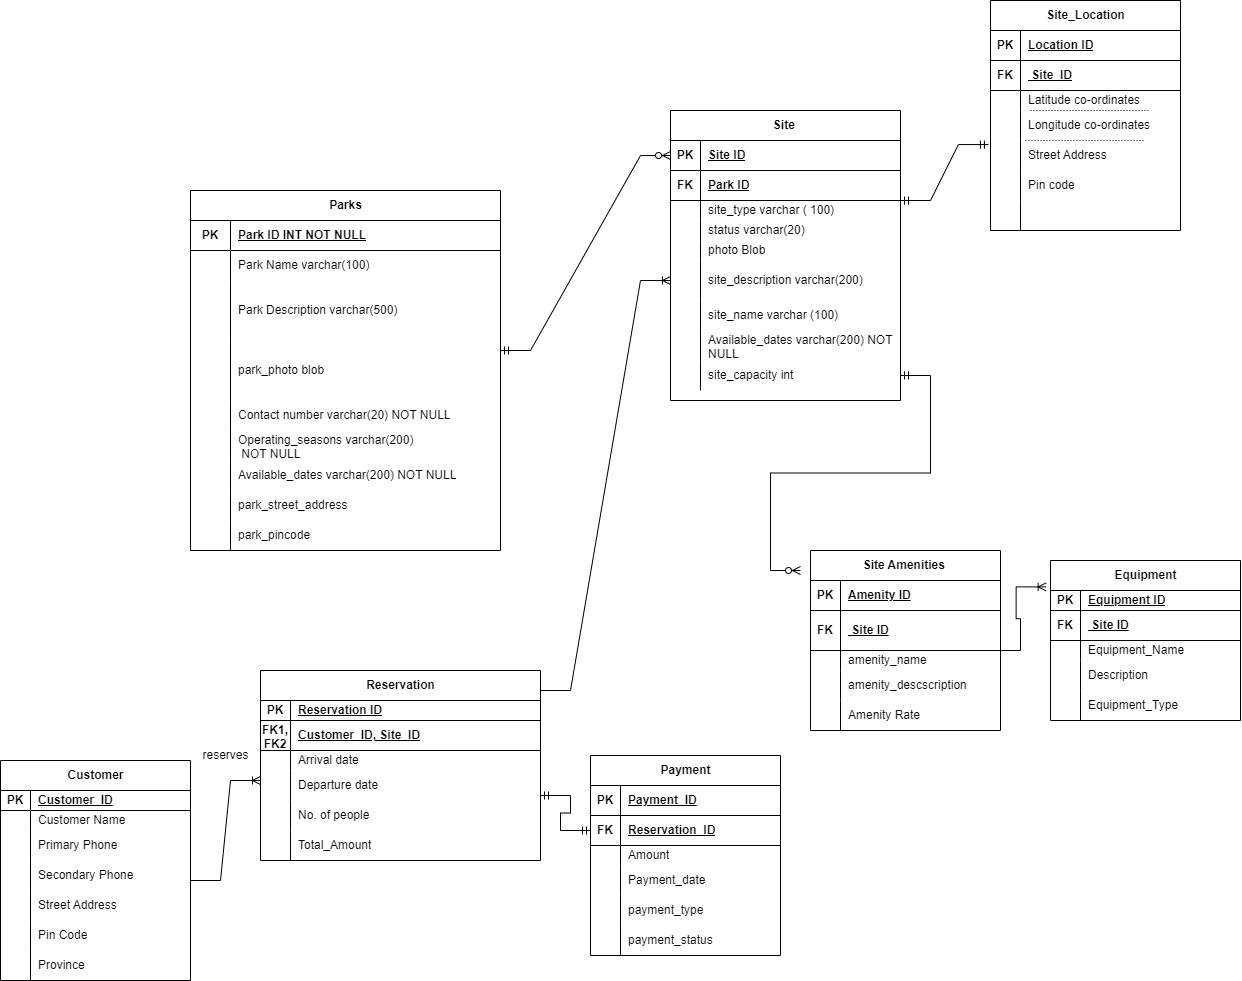 Site_Location
PK Location ID
FK Site_ID
Latitude co-ordinates
Longitude co-ordinates
Street Address
Pin code
Site
PK Site ID
FK Park ID
site_type varchar ( 100)
status varchar(20)
photo Blob
site_description varchar(200)
site_name varchar (100)
Available_dates varchar(200) NOT
NULL
site_capacity int
Parks
PK Park ID INT NOT NULL
Park Name varchar(100)
Park Description varchar(500)
park_photo blob
Contact number varchar(20) NOT NULL
Operating_seasons varchar(200)
NOT NULL
Available_dates varchar(200) NOT NULL
park_street_address
park_pincode
Site Amenities
PK Amenity ID
FK Site ID
amenity_name
amenity_descscription
Amenity Rate
Equipment
PK Equipment ID
FK Site ID
Equipment_Name
Description
Equipment_Type
Reservation
PK Reservation ID
FK1,
FK2 Customer_ID, Site_ID
Arrival date
Departure date
No. of people
Total_Amount
reserves
Customer
PK Customer_ID
Customer Name
Primary Phone
Secondary Phone
Street Address
Pin Code
Province
Payment
PK Payment_ID
FK Reservation_ID
Amount
Payment_date
payment_type
payment_status